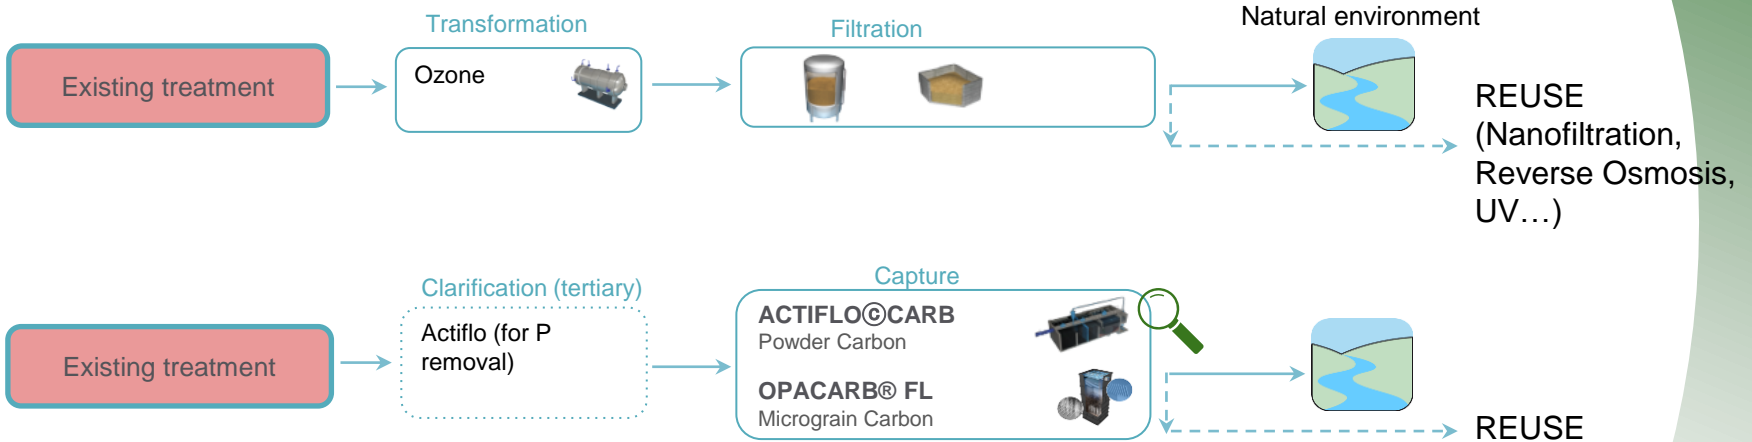 Transformation
Filtration
Natural environment
Existing treatment
Ozone
REUSE
(Nanofiltration,
Reverse Osmosis,
UV…)
Clarification (tertiary)
Capture
Existing treatment
Actiflo (for P
removal)
ACTIFLO©CARB
Powder Carbon
OPACARB® FL
Micrograin Carbon
REUSE